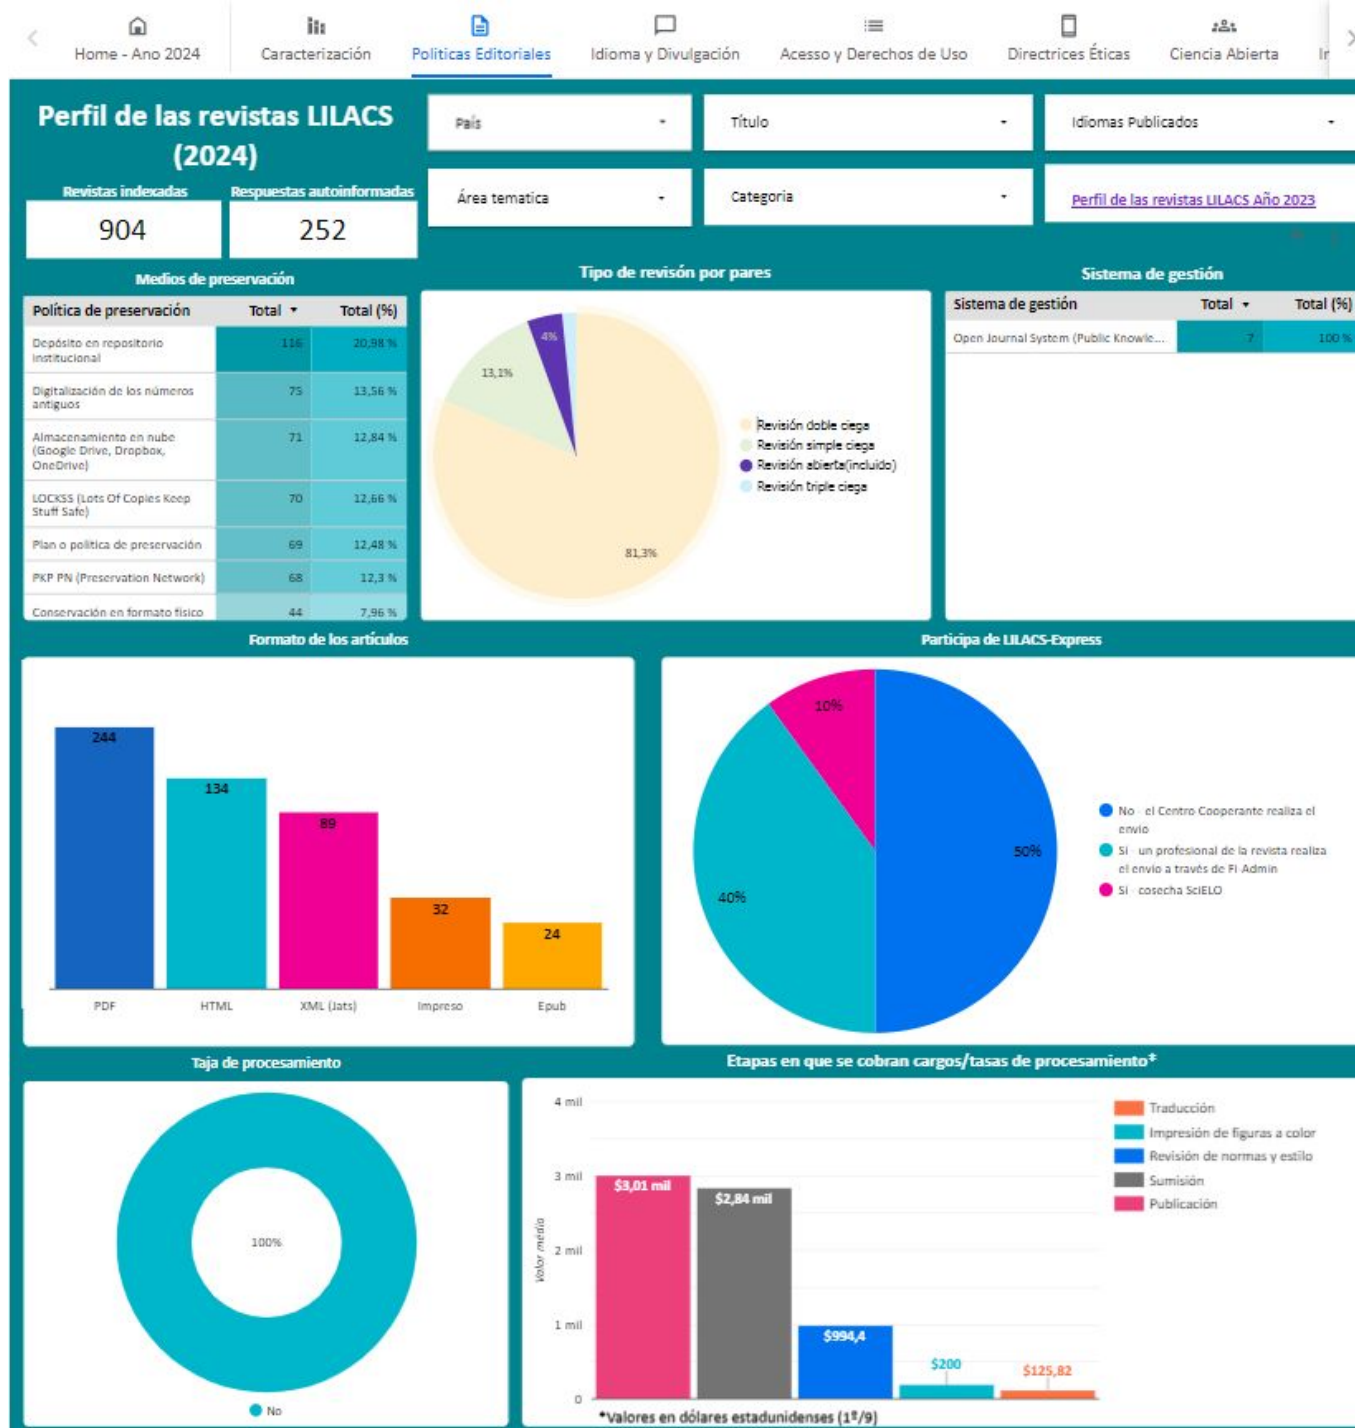 Home - Ano 2024
Caracterización
Politicas Editoriales
Idioma y Divulgación
Acesso y Derechos de Uso
Directrices Éticas
Ciencia Abierta
Perfil de las revistas LILACS
(2024)
Revistas indexadas
904
Respuestas autoinformadas
252
País
Título
Idiomas Publicados
Área tematica
Categoria
Perfil de las revistas LILACS Año 2023
Medios de preservación
Política de preservación Total Total (%)
Depósito en repositorio
institucional
116 20,98 %
Digitalización de los números
antiguos
75 13,56 %
Almacenamiento en nube
(Google Drive, Dropbox,
OneDrive)
71 12,84 %
LOCKSS (Lots Of Copies Keep
Stuff Safe)
70 12,66 %
Plan o política de preservación 69 12,48 %
PKP PN (Preservation Network) 68 12,3 %
Conservación en formato físico 44 7,96 %
Tipo de revisón por pares
4%
13,1%
81,3%
Revisión doble ciega
Revisión simple ciega
Revisión abierta(incluido)
Revisión triple ciega
Sistema de gestión
Sistema de gestión Total Total (%)
Open Journal System (Public Knowle... 7 100 %
Formato de los artículos
244
134
89
32
24
PDF
HTML
XML (Jats)
Impreso
Epub
Participa de LILACS-Express
10%
50%
40%
No - el Centro Cooperante realiza el
envío
Sí - un profesional de la revista realiza
el envío a través de FI-Admin
Sí - cosecha SciELO
Taja de procesamiento
100%
No
Etapas en que se cobran cargos/tasas de procesamiento*
4 mil
3 mil
2 mil
1 mil
0
Valor médio
$3,01 mil
$2,84 mil
$994,4
$200
$125,82
Traducción
Impresión de figuras a color
Revisión de normas y estilo
Sumisión
Publicación
*Valores en dólares estadunidenses (1º/9)